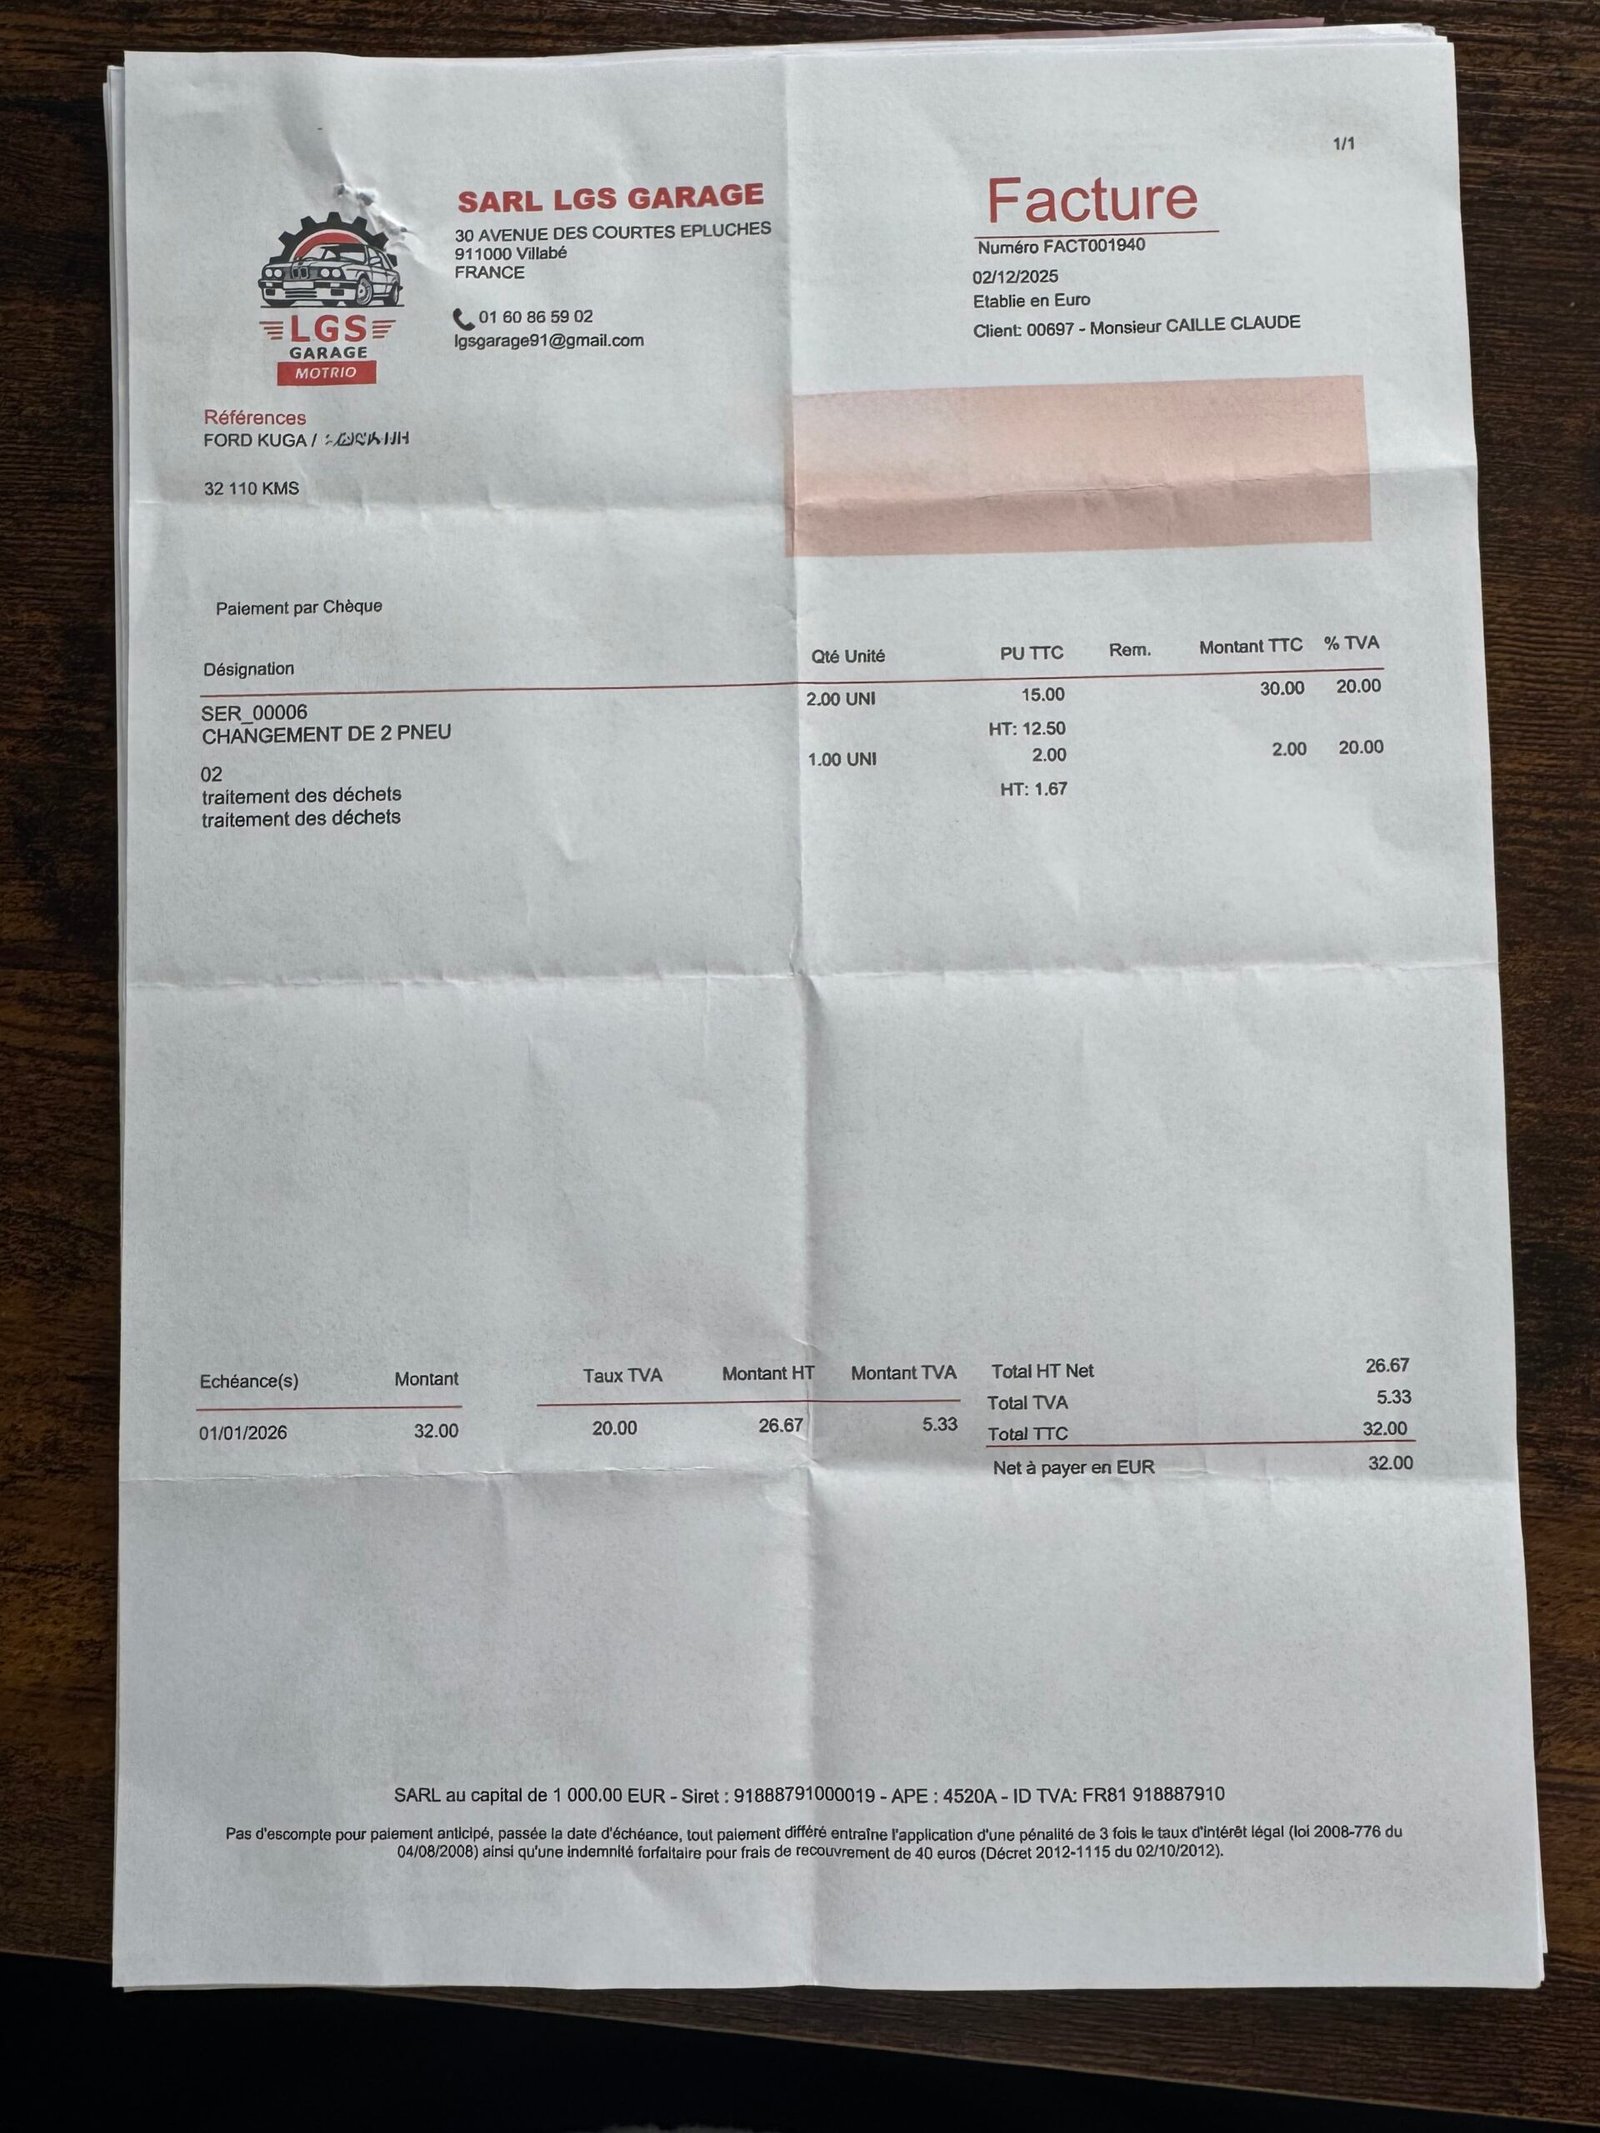 1/1
SARL LGS GARAGE
30 AVENUE DES COURTES EPLUCHES
911000 Villabé
FRANCE
01 60 86 59 02
lgsgarage91@gmail.com
LGS
GARAGE
MOTRIO
Facture
Numéro FACT001940
02/12/2025
Etablie en Euro
Client: 00697 - Monsieur CAILLE CLAUDE
Références
FORD KUGA /
32 110 KMS
Paiement par Chèque
Désignation Qté Unité PU TTC Rem. Montant TTC % TVA
SER_00006 2.00 UNI 15.00 30.00 20.00
CHANGEMENT DE 2 PNEU HT: 12.50
02 1.00 UNI 2.00 2.00 20.00
traitement des déchets HT: 1.67
traitement des déchets
Echéance(s) Montant
01/01/2026 32.00
Taux TVA Montant HT Montant TVA
20.00 26.67 5.33
Total HT Net 26.67
Total TVA 5.33
Total TTC 32.00
Net à payer en EUR 32.00
SARL au capital de 1 000.00 EUR - Siret : 91888791000019 - APE : 4520A - ID TVA: FR81 918887910
Pas d'escompte pour paiement anticipé, passée la date d'échéance, tout paiement différé entraîne l'application d'une pénalité de 3 fois le taux d'intérêt légal (loi 2008-776 du
04/08/2008) ainsi qu'une indemnité forfaitaire pour frais de recouvrement de 40 euros (Décret 2012-1115 du 02/10/2012).